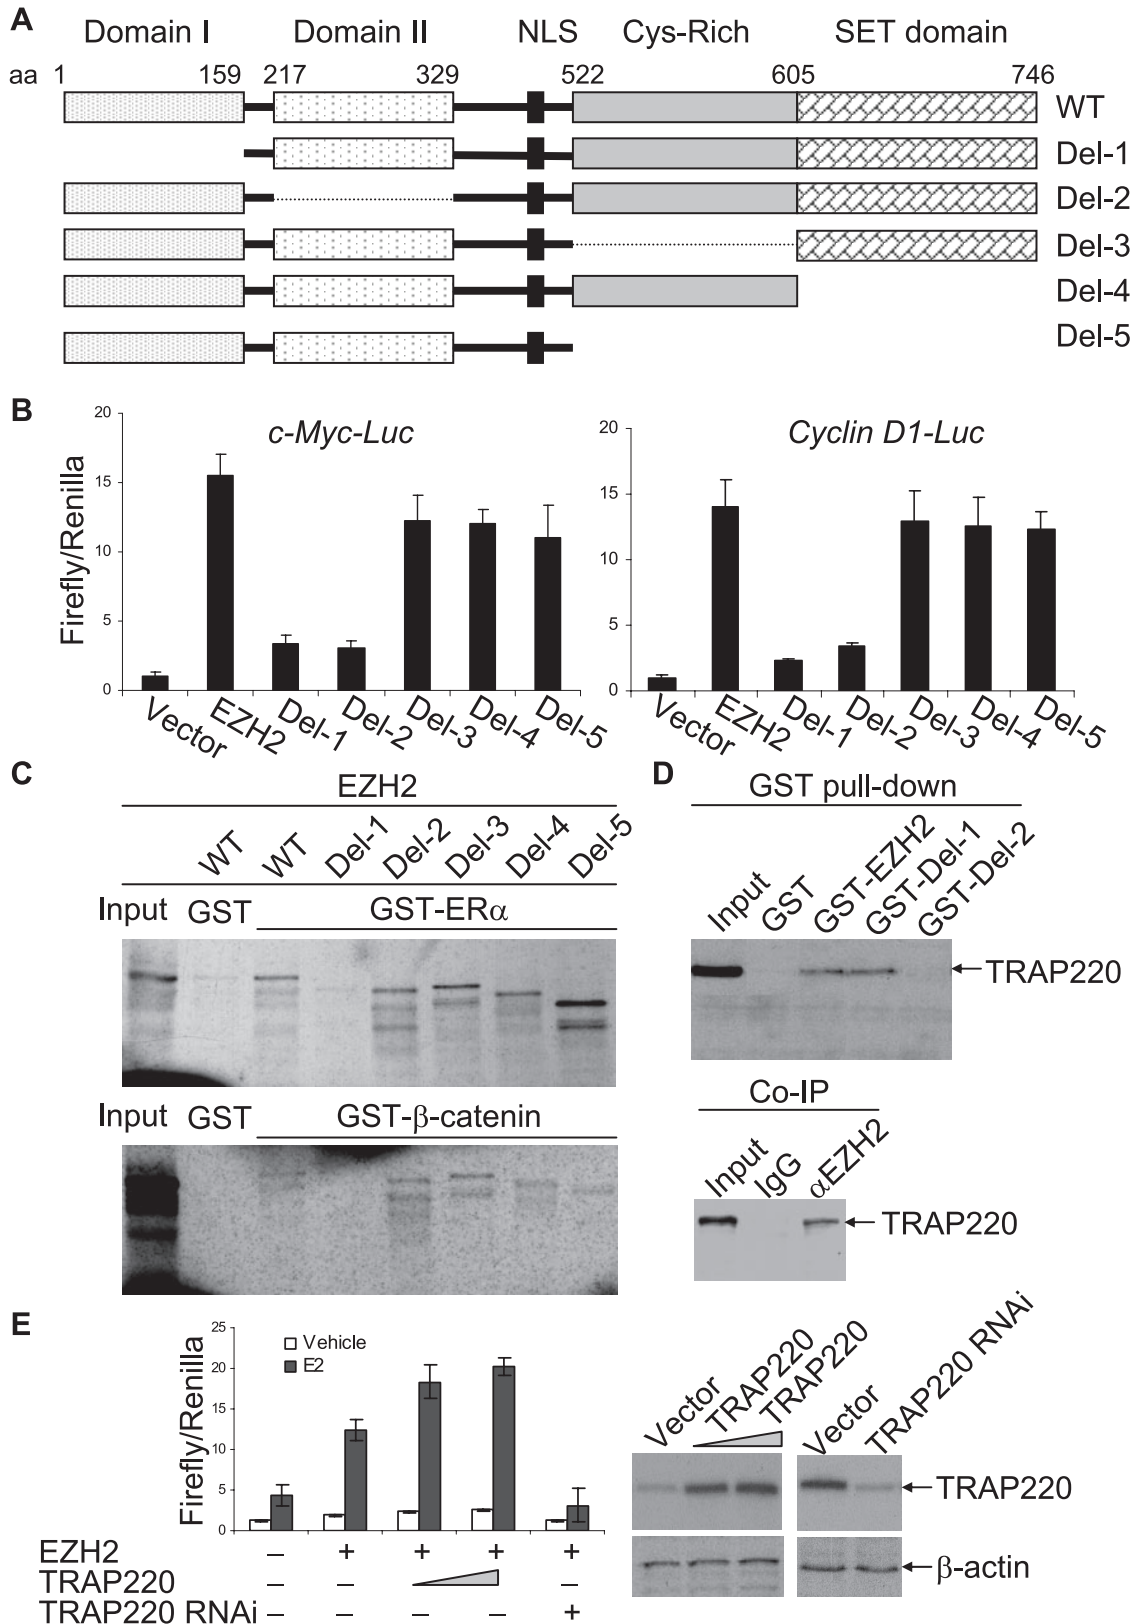 A
Domain I Domain II NLS Cys-Rich SET domain
aa 1 159 217 329 522 605 746
WT
Del-1
Del-2
Del-3
Del-4
Del-5
B
c-Myc-Luc
Firefly/Renilla
20
15
10
5
0
Vector EZH2 Del-1 Del-2 Del-3 Del-4 Del-5
Cyclin D1-Luc
20
15
10
5
0
Vector EZH2 Del-1 Del-2 Del-3 Del-4 Del-5
C
EZH2
WT WT Del-1 Del-2 Del-3 Del-4 Del-5
Input GST GST-ERα
Input GST GST-β-catenin
D
GST pull-down
Input GST GST-EZH2 GST-Del-1 GST-Del-2
TRAP220
Co-IP
Input IgG αEZH2
TRAP220
E
Firefly/Renilla
25
20
15
10
5
0
Vehicle
E2
EZH2 – + + + +
TRAP220 – – –
TRAP220 RNAi – – – – +
Vector TRAP220 TRAP220
Vector TRAP220 RNAi
TRAP220
β-actin